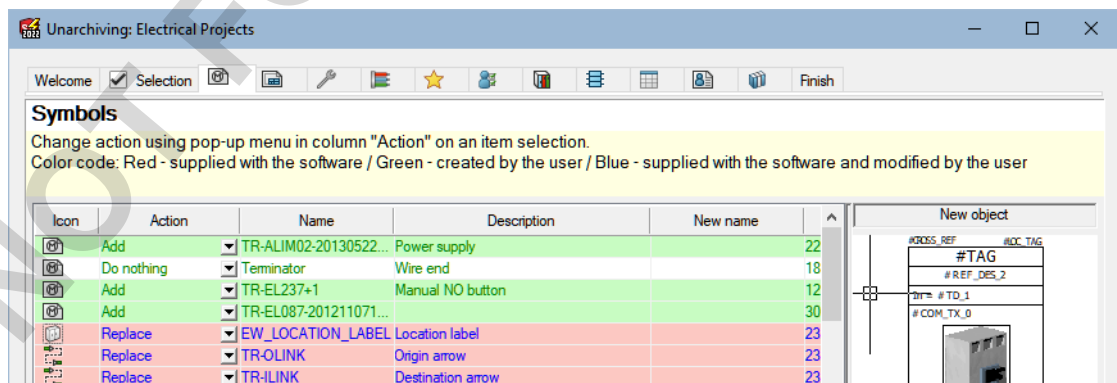 Unarchiving: Electrical Projects
Welcome Selection Finish
Symbols
Change action using pop-up menu in column "Action" on an item selection.
Color code: Red - supplied with the software / Green - created by the user / Blue - supplied with the software and modified by the user
Icon Action Name Description New name New object
Add TR-ALIM02-20130522... Power supply 22
Do nothing Terminator Wire end 18
Add TR-EL237+1 Manual NO button 12
Add TR-EL087-201211071... 30
Replace EW_LOCATION_LABEL Location label 23
Replace TR-OLINK Origin arrow 23
Replace TR-ILINK Destination arrow 23
#CROSS_REF #LOC_TAG
#TAG
#REF_DES_2
In = #TD_1
#COM_TX_0